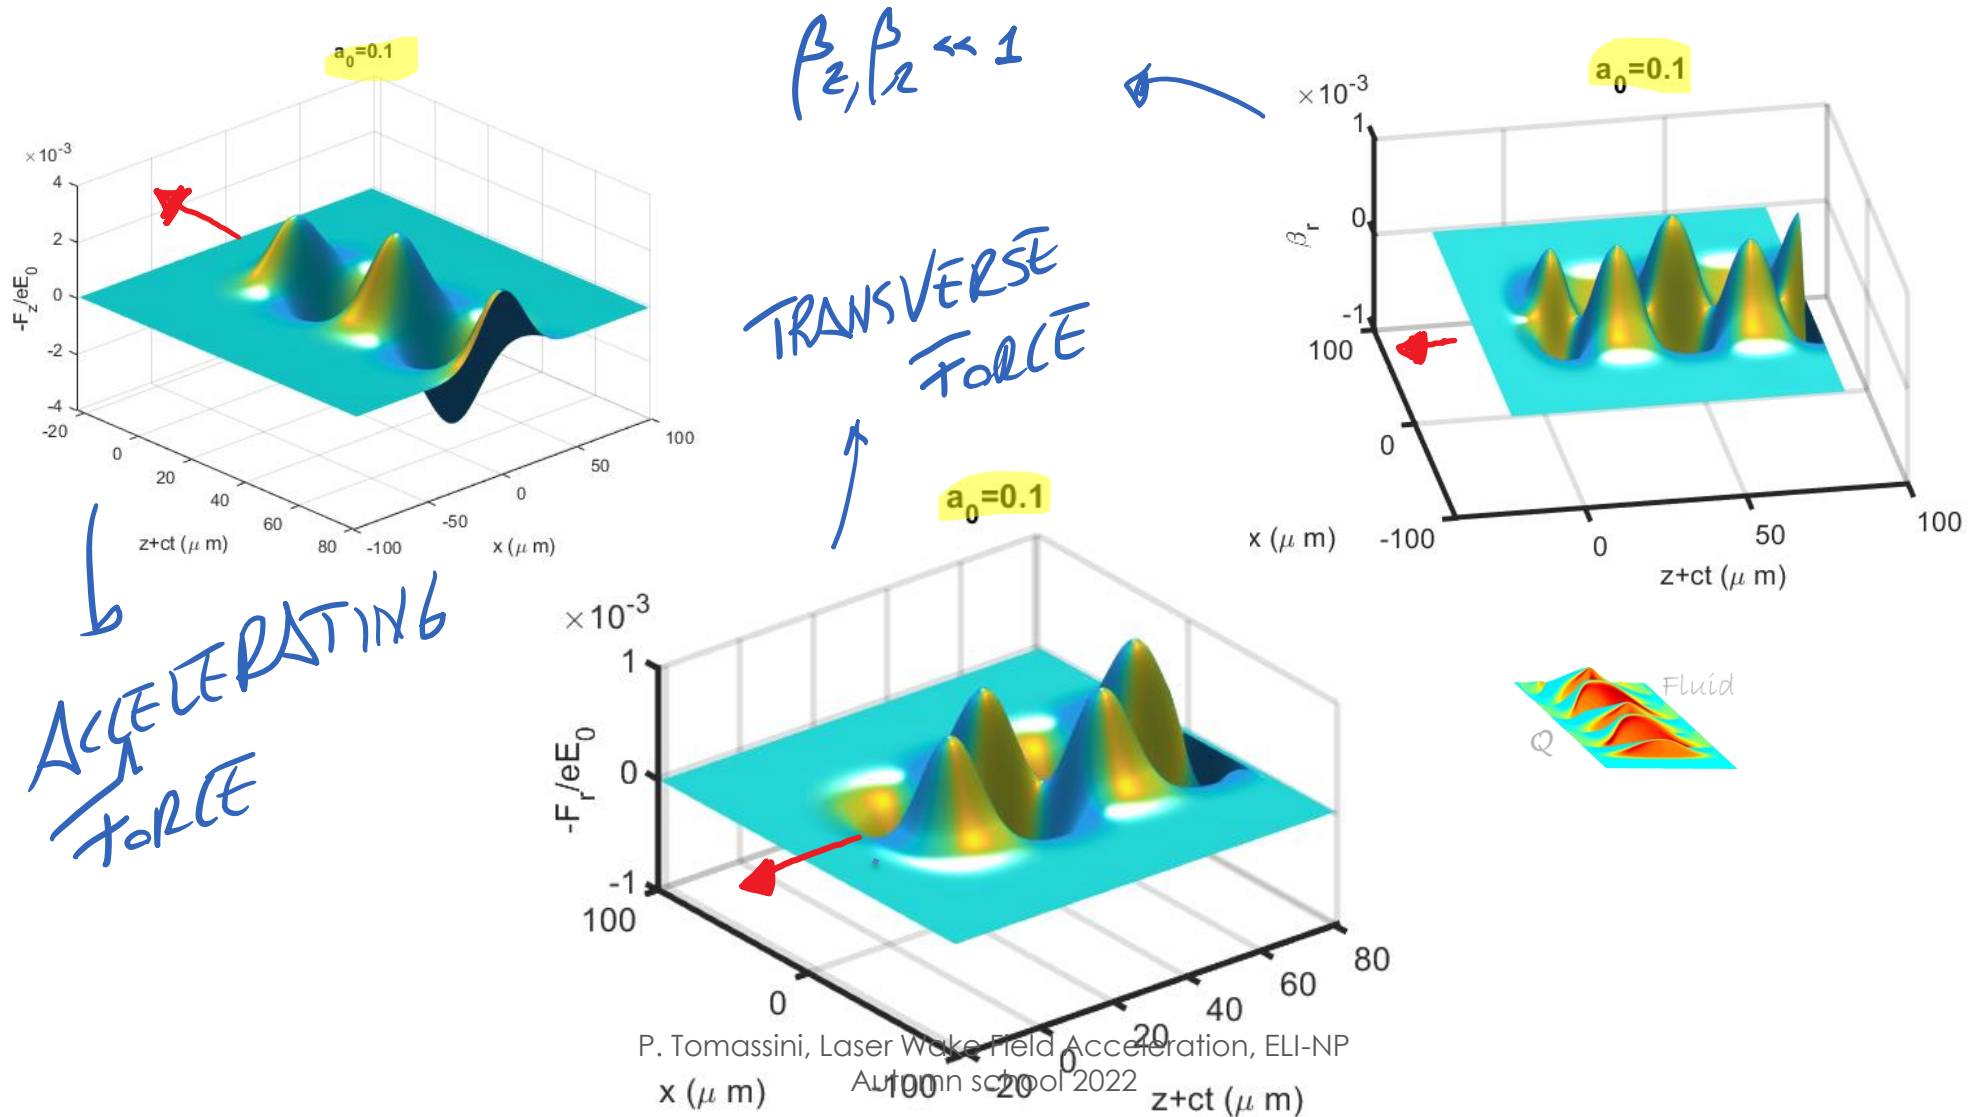 a0=0.1
×10-3
4
2
0
-2
-4
-Fz/eE0
-20
0
20
40
60
80
z+ct (μ m)
-100
-50
0
50
100
x (μ m)
βz, βr << 1
a0=0.1
×10-3
1
0
-1
βr
100
0
-100
x (μ m)
0
50
100
z+ct (μ m)
TRANSVERSE
FORCE
ACCELERATING
FORCE
a0=0.1
×10-3
1
0
-1
-Fr/eE0
100
0
-100
x (μ m)
-20
0
20
40
60
80
z+ct (μ m)
Fluid
Q
P. Tomassini, Laser Wake Field Acceleration, ELI-NP
Autumn school 2022